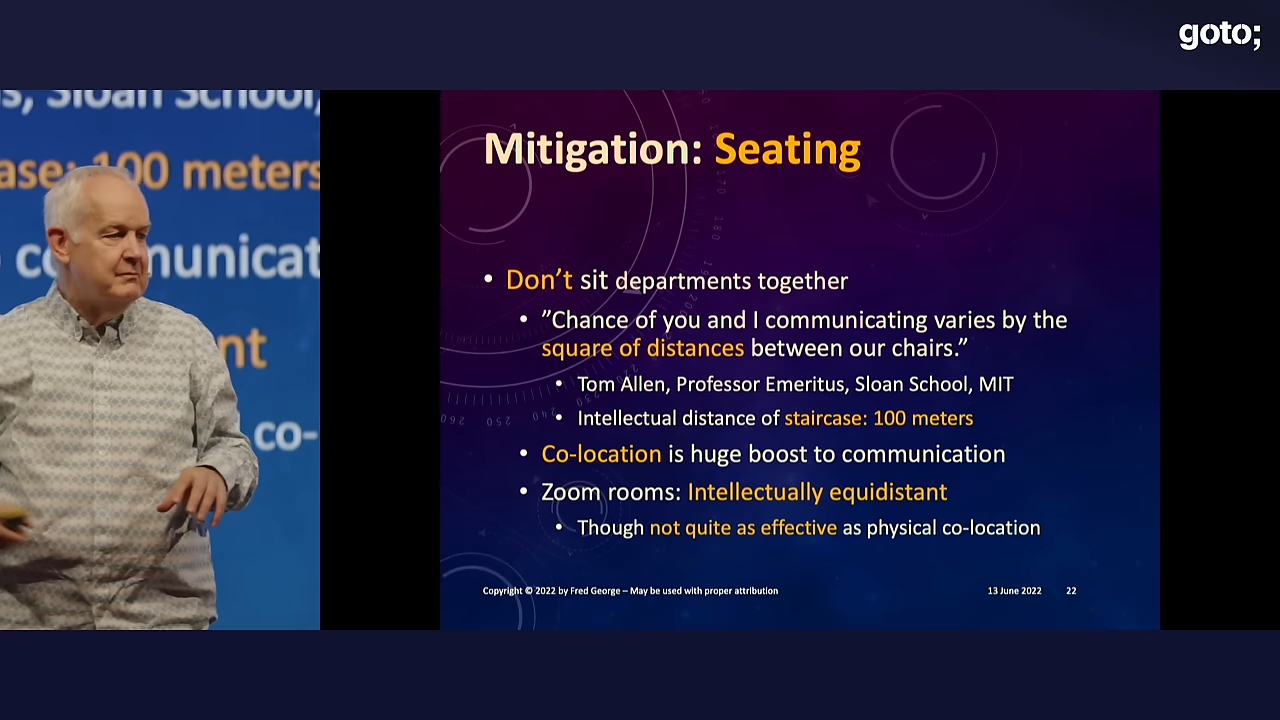 goto;
s, Sloan School,
ase: 100 meters
communicat
nt
co-
Mitigation: Seating
• Don’t sit departments together
• ”Chance of you and I communicating varies by the
square of distances between our chairs.”
• Tom Allen, Professor Emeritus, Sloan School, MIT
• Intellectual distance of staircase: 100 meters
• Co-location is huge boost to communication
• Zoom rooms: Intellectually equidistant
• Though not quite as effective as physical co-location
Copyright © 2022 by Fred George – May be used with proper attribution
13 June 2022 22